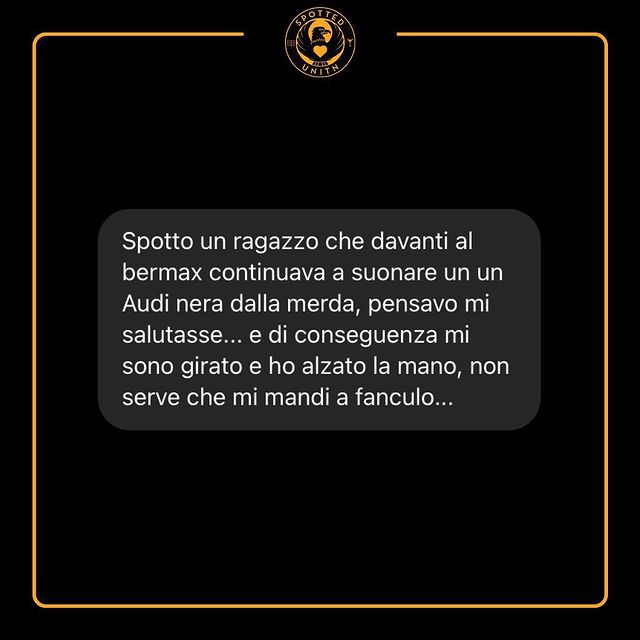 SPOTTED
UNITN
Spotto un ragazzo che davanti al
bermax continuava a suonare un un
Audi nera dalla merda, pensavo mi
salutasse... e di conseguenza mi
sono girato e ho alzato la mano, non
serve che mi mandi a fanculo...